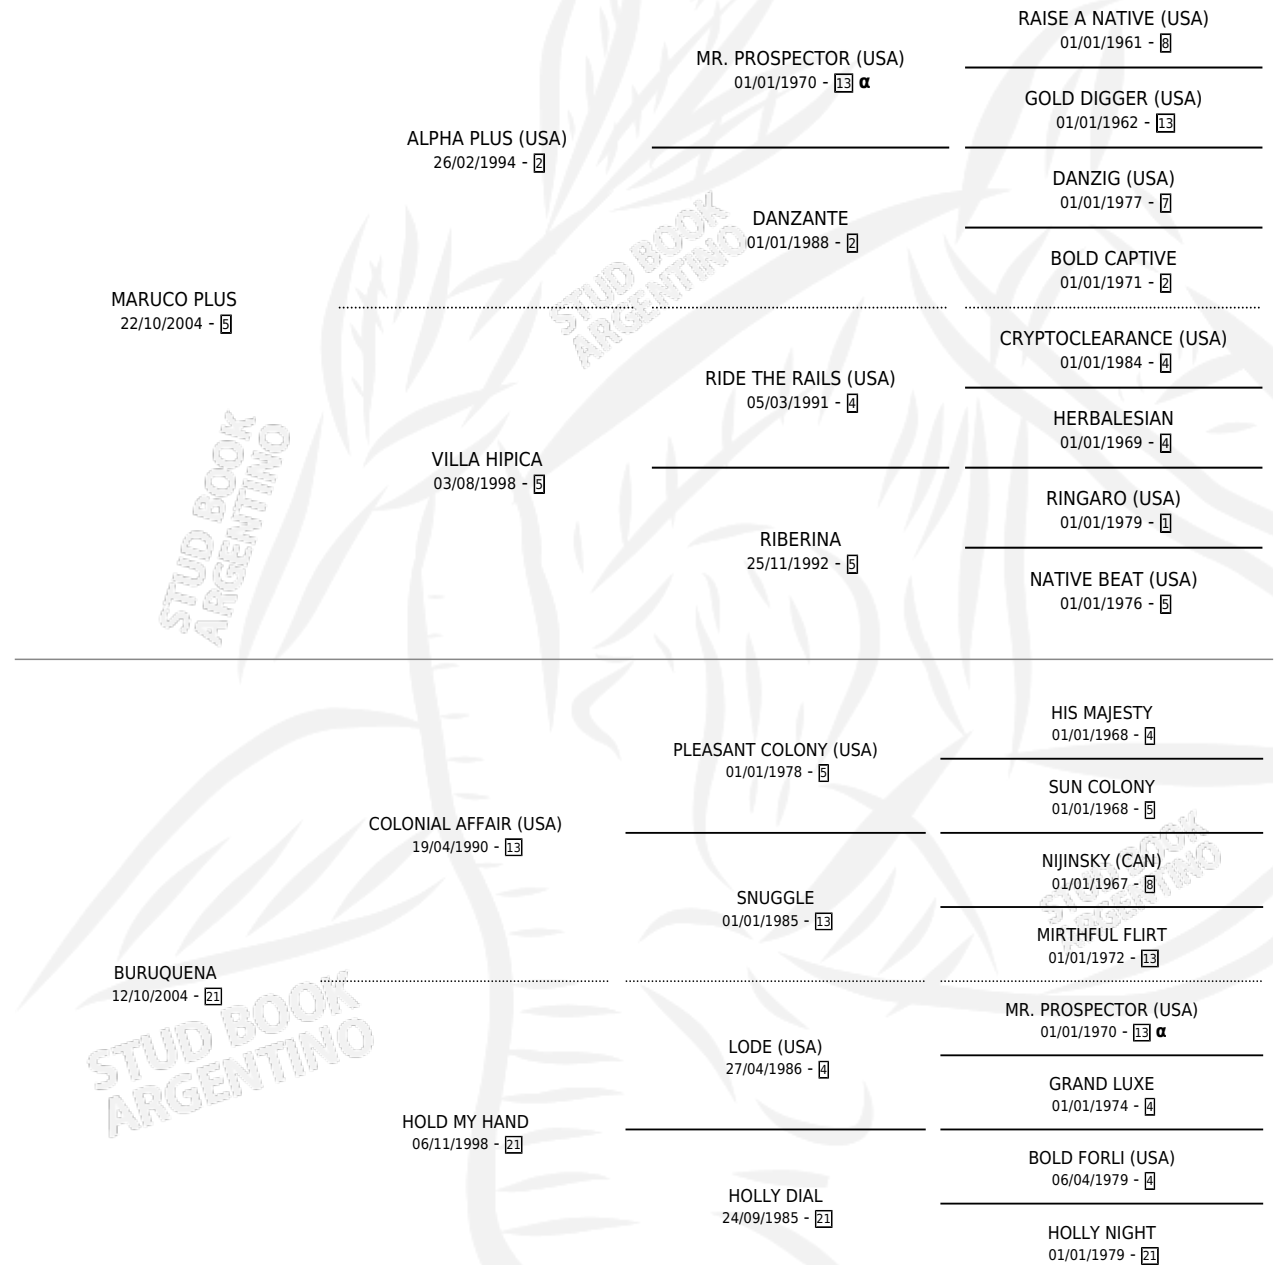 RAISE A NATIVE (USA)
01/01/1961 - 8
MR. PROSPECTOR (USA)
01/01/1970 - 13 α
GOLD DIGGER (USA)
01/01/1962 - 13
ALPHA PLUS (USA)
26/02/1994 - 2
DANZIG (USA)
01/01/1977 - 7
DANZANTE
01/01/1988 - 2
BOLD CAPTIVE
01/01/1971 - 2
MARUCO PLUS
22/10/2004 - 5
CRYPTOCLEARANCE (USA)
01/01/1984 - 4
RIDE THE RAILS (USA)
05/03/1991 - 4
HERBALESIAN
01/01/1969 - 4
VILLA HIPICA
03/08/1998 - 5
RINGARO (USA)
01/01/1979 - 1
RIBERINA
25/11/1992 - 5
NATIVE BEAT (USA)
01/01/1976 - 5
HIS MAJESTY
01/01/1968 - 4
PLEASANT COLONY (USA)
01/01/1978 - 5
SUN COLONY
01/01/1968 - 5
COLONIAL AFFAIR (USA)
19/04/1990 - 13
NIJINSKY (CAN)
01/01/1967 - 8
SNUGGLE
01/01/1985 - 13
MIRTHFUL FLIRT
01/01/1972 - 13
BURUQUENA
12/10/2004 - 21
MR. PROSPECTOR (USA)
01/01/1970 - 13 α
LODE (USA)
27/04/1986 - 4
GRAND LUXE
01/01/1974 - 4
HOLD MY HAND
06/11/1998 - 21
BOLD FORLI (USA)
06/04/1979 - 4
HOLLY DIAL
24/09/1985 - 21
HOLLY NIGHT
01/01/1979 - 21
STUD BOOK
ARGENTINO
STUD BOOK
ARGENTINO
STUD BOOK
ARGENTINO
STUD BOOK
ARGENTINO